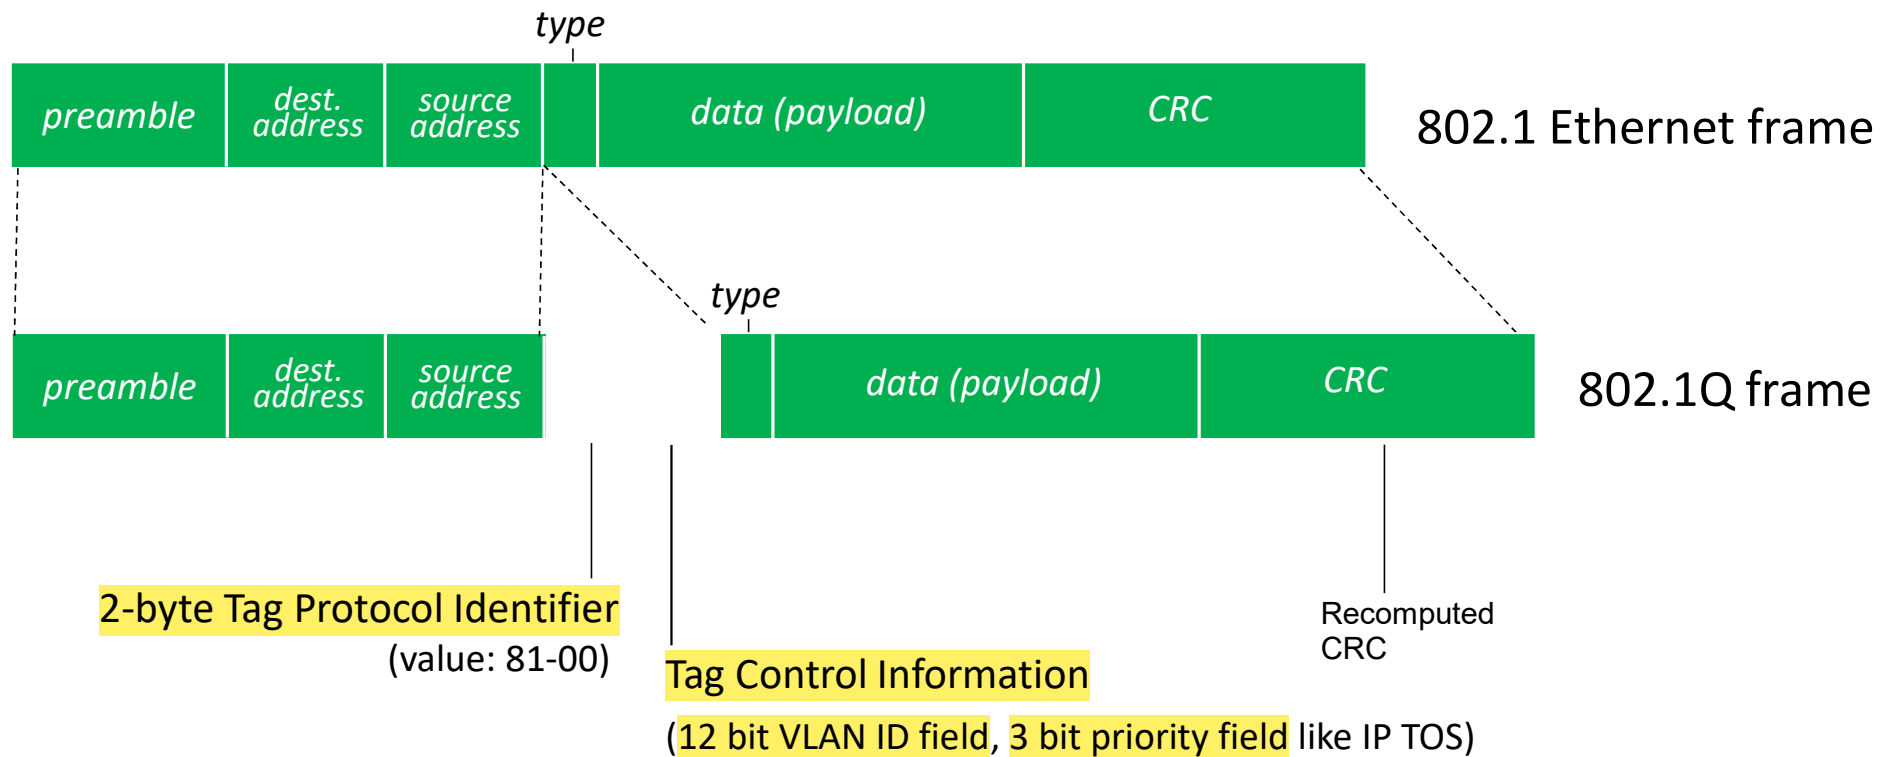 type
preamble
dest.
address
source
address
data (payload)
CRC
802.1 Ethernet frame
type
preamble
dest.
address
source
address
data (payload)
CRC
802.1Q frame
2-byte Tag Protocol Identifier
(value: 81-00)
Tag Control Information
(12 bit VLAN ID field, 3 bit priority field like IP TOS)
Recomputed
CRC